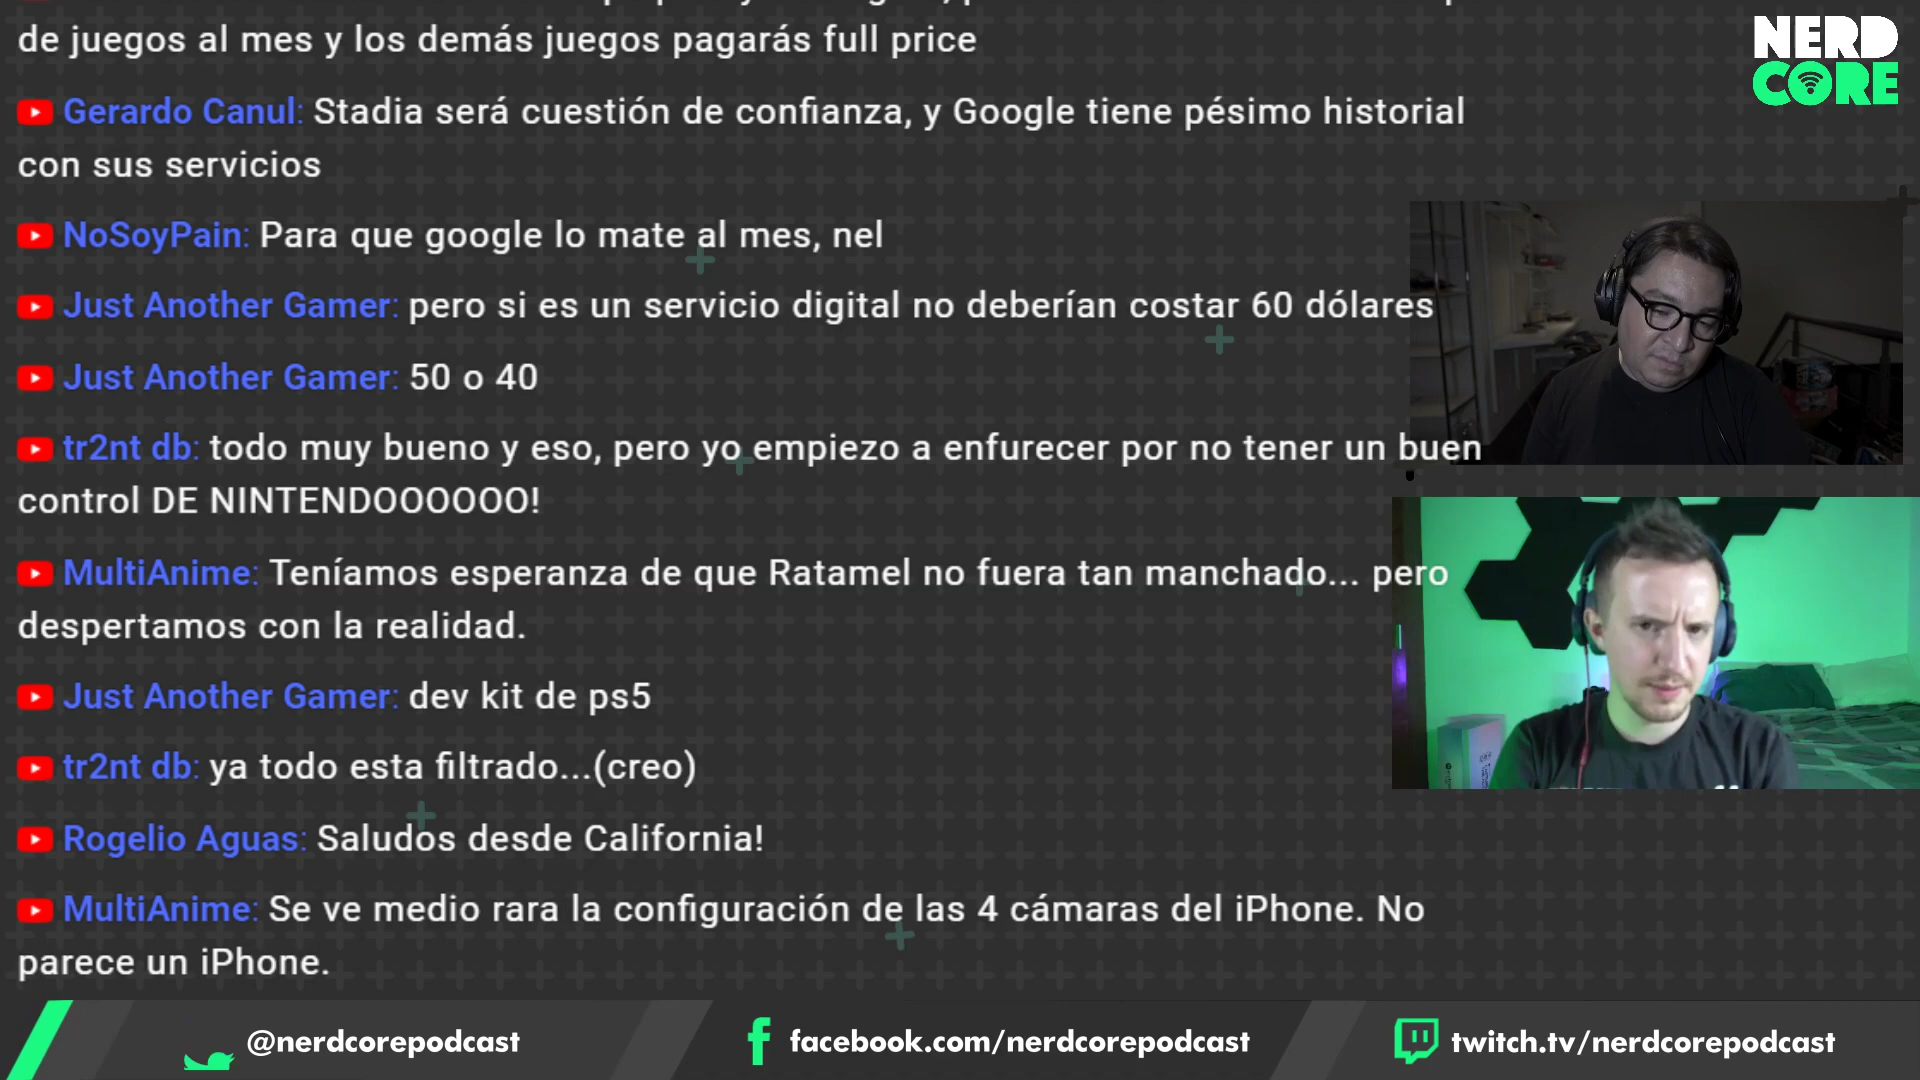 de juegos al mes y los demás juegos pagarás full price
NERD
CORE
Gerardo Canul: Stadia será cuestión de confianza, y Google tiene pésimo historial
con sus servicios
NoSoyPain: Para que google lo mate al mes, nel
Just Another Gamer: pero si es un servicio digital no deberían costar 60 dólares
Just Another Gamer: 50 o 40
tr2nt db: todo muy bueno y eso, pero yo empiezo a enfurecer por no tener un buen
control DE NINTENDOOOOOO!
MultiAnime: Teníamos esperanza de que Ratamel no fuera tan manchado... pero
despertamos con la realidad.
Just Another Gamer: dev kit de ps5
tr2nt db: ya todo esta filtrado...(creo)
Rogelio Aguas: Saludos desde California!
MultiAnime: Se ve medio rara la configuración de las 4 cámaras del iPhone. No
parece un iPhone.
@nerdcorepodcast
facebook.com/nerdcorepodcast
twitch.tv/nerdcorepodcast